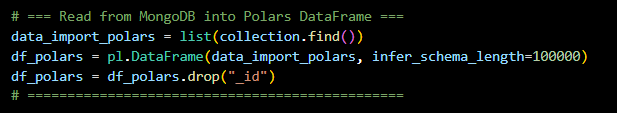 # === Read from MongoDB into Polars DataFrame ===
data_import_polars = list(collection.find())
df_polars = pl.DataFrame(data_import_polars, infer_schema_length=100000)
df_polars = df_polars.drop("_id")
# ================================================